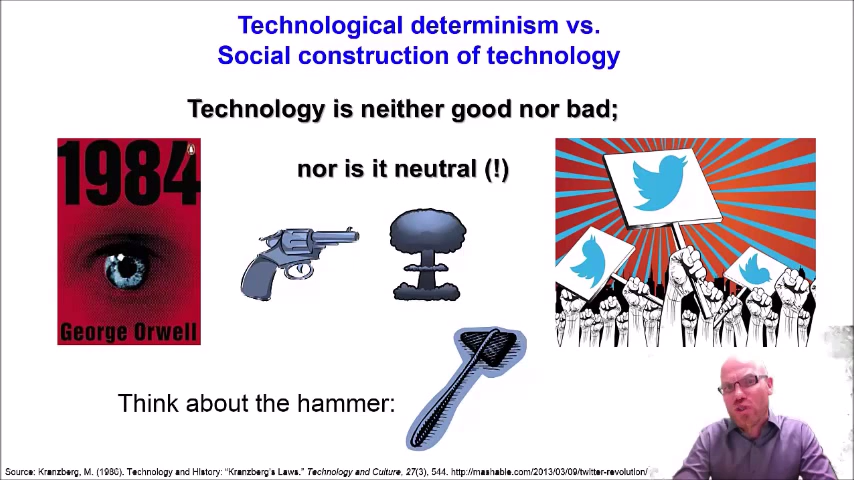 Technological determinism vs.
Social construction of technology
Technology is neither good nor bad;
nor is it neutral (!)
1984
George Orwell
Think about the hammer:
Source: Kranzberg, M. (1986). Technology and History: “Kranzberg’s Laws.” Technology and Culture, 27(3), 544. http://mashable.com/2013/03/09/twitter-revolution/